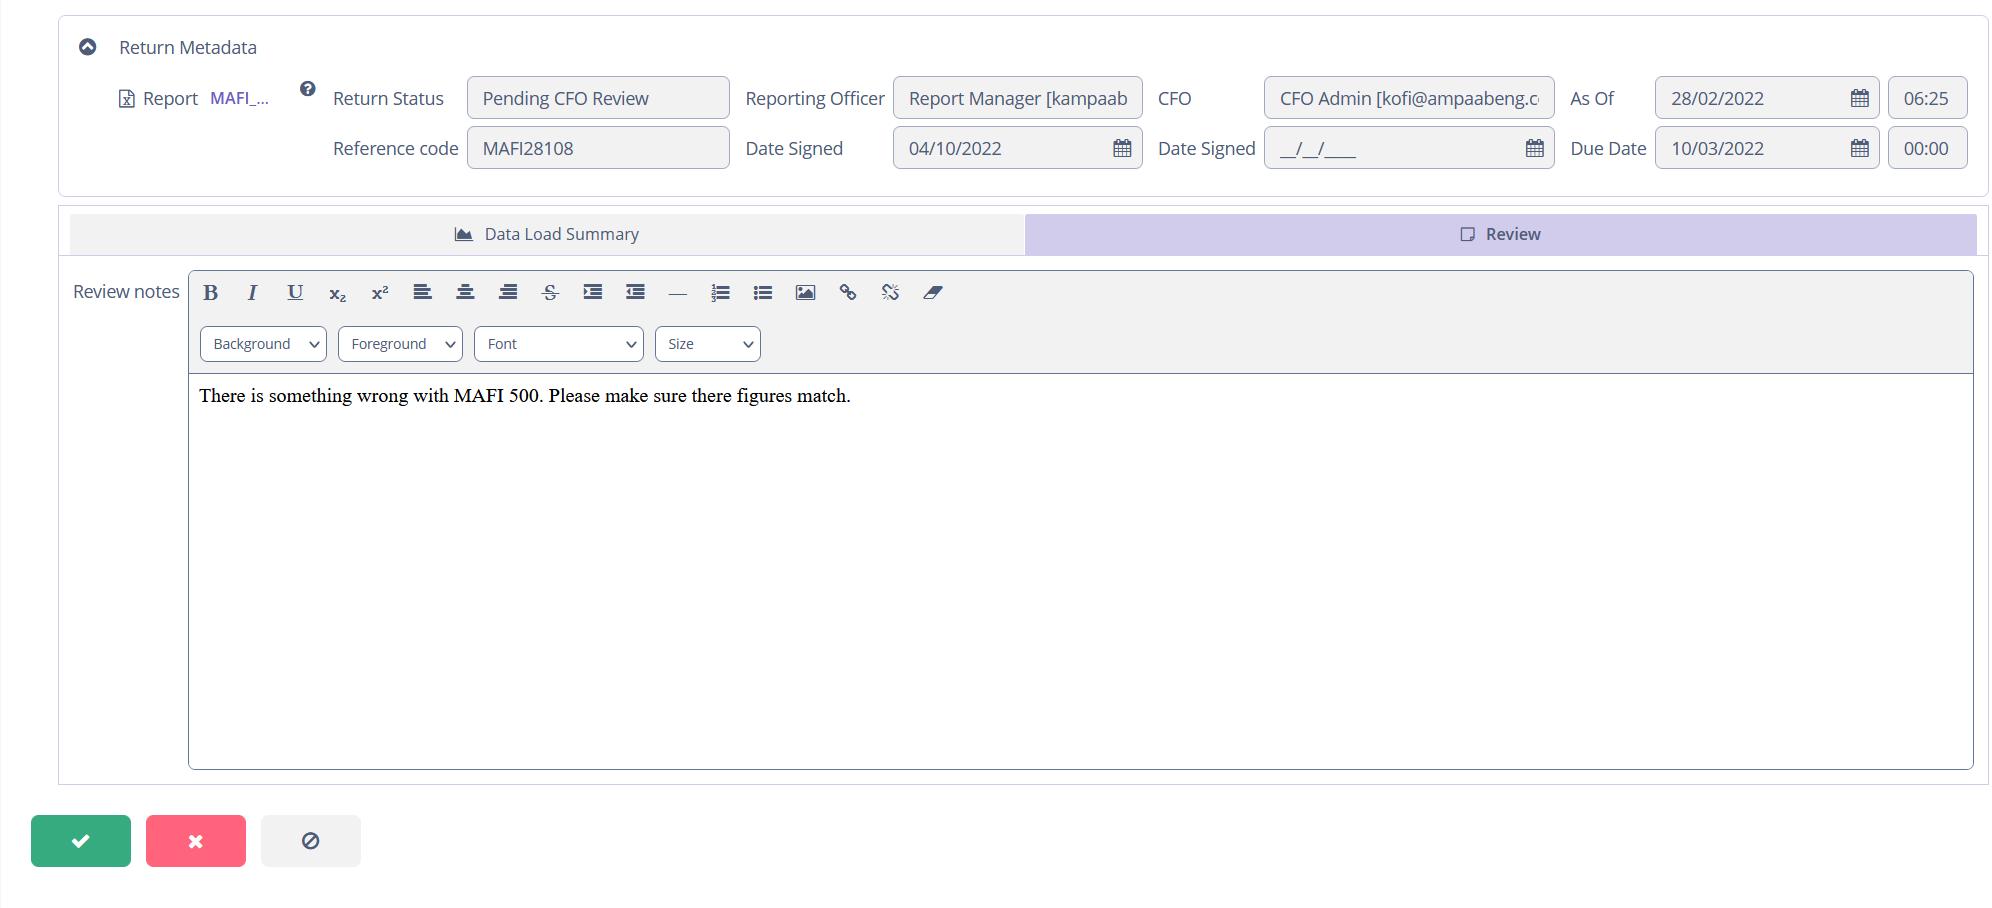 Return Metadata
Report MAFI_... Return Status Pending CFO Review Reporting Officer Report Manager [kampaab CFO CFO Admin [kofi@ampaabeng.c As Of 28/02/2022 06:25
Reference code MAFI28108 Date Signed 04/10/2022 Date Signed __/__/____ Due Date 10/03/2022 00:00
Data Load Summary Review
Review notes B I U x₂ x² S
Background Foreground Font Size
There is something wrong with MAFI 500. Please make sure there figures match.